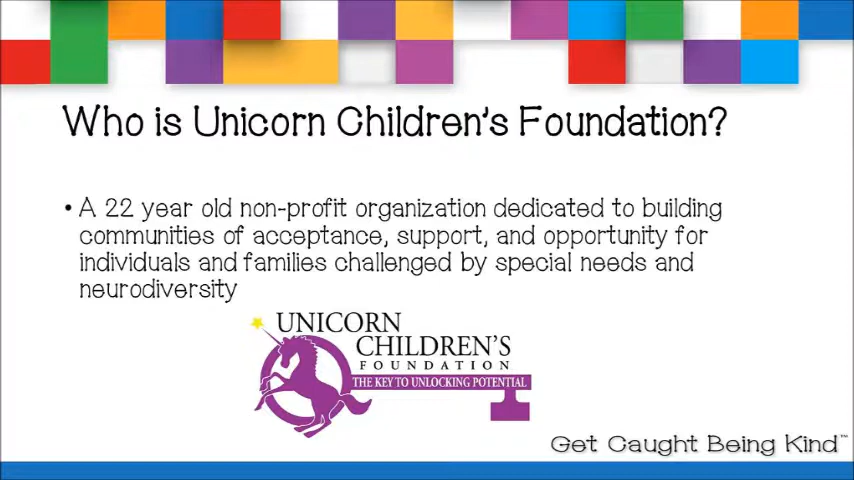 Who is Unicorn Children's Foundation?
• A 22 year old non-profit organization dedicated to building
communities of acceptance, support, and opportunity for
individuals and families challenged by special needs and
neurodiversity
UNICORN
CHILDREN'S
FOUNDATION
THE KEY TO UNLOCKING POTENTIAL
Get Caught Being Kind™